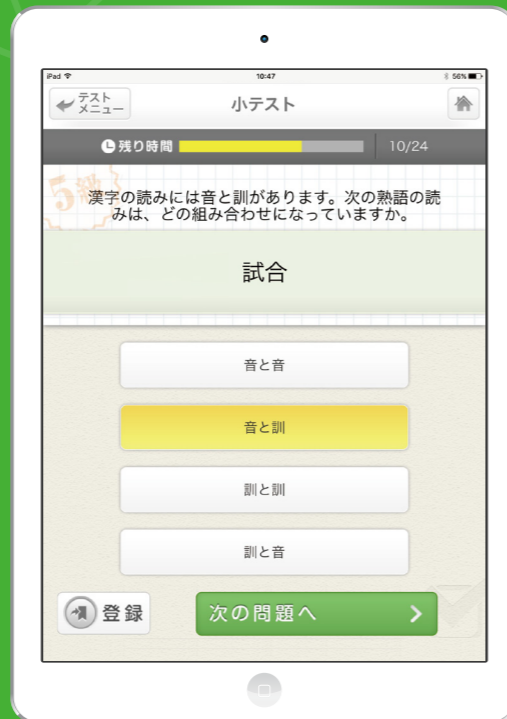 iPad
10:47
56%
テスト
メニュー
小テスト
残り時間
10/24
5級
漢字の読みには音と訓があります。次の熟語の読
みは、どの組み合わせになっていますか。
試合
音と音
音と訓
訓と訓
訓と音
登録
次の問題へ